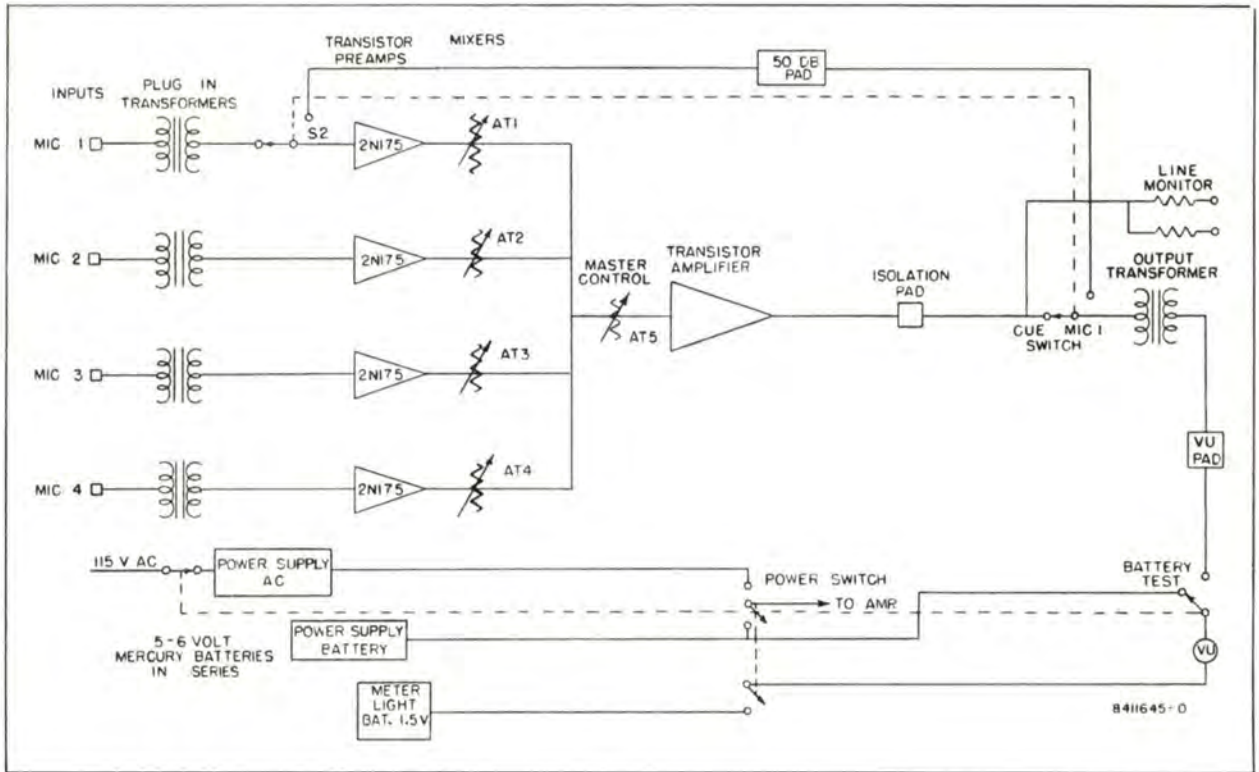 TRANSISTOR PREAMPS
MIXERS
50 DB PAD
INPUTS
PLUG IN TRANSFORMERS
S2
AT1
MIC 1
2N175
LINE MONITOR
AT2
MIC 2
2N175
MASTER CONTROL
TRANSISTOR AMPLIFIER
OUTPUT TRANSFORMER
ISOLATION PAD
AT5
CUE MIC 1
SWITCH
AT3
MIC 3
2N175
VU PAD
AT4
MIC 4
2N175
115 V AC
POWER SUPPLY AC
POWER SWITCH
BATTERY TEST
TO AMP.
5-6 VOLT
MERCURY BATTERIES
IN SERIES
POWER SUPPLY BATTERY
VU
METER
LIGHT
BAT. 1.5V
8411645-0